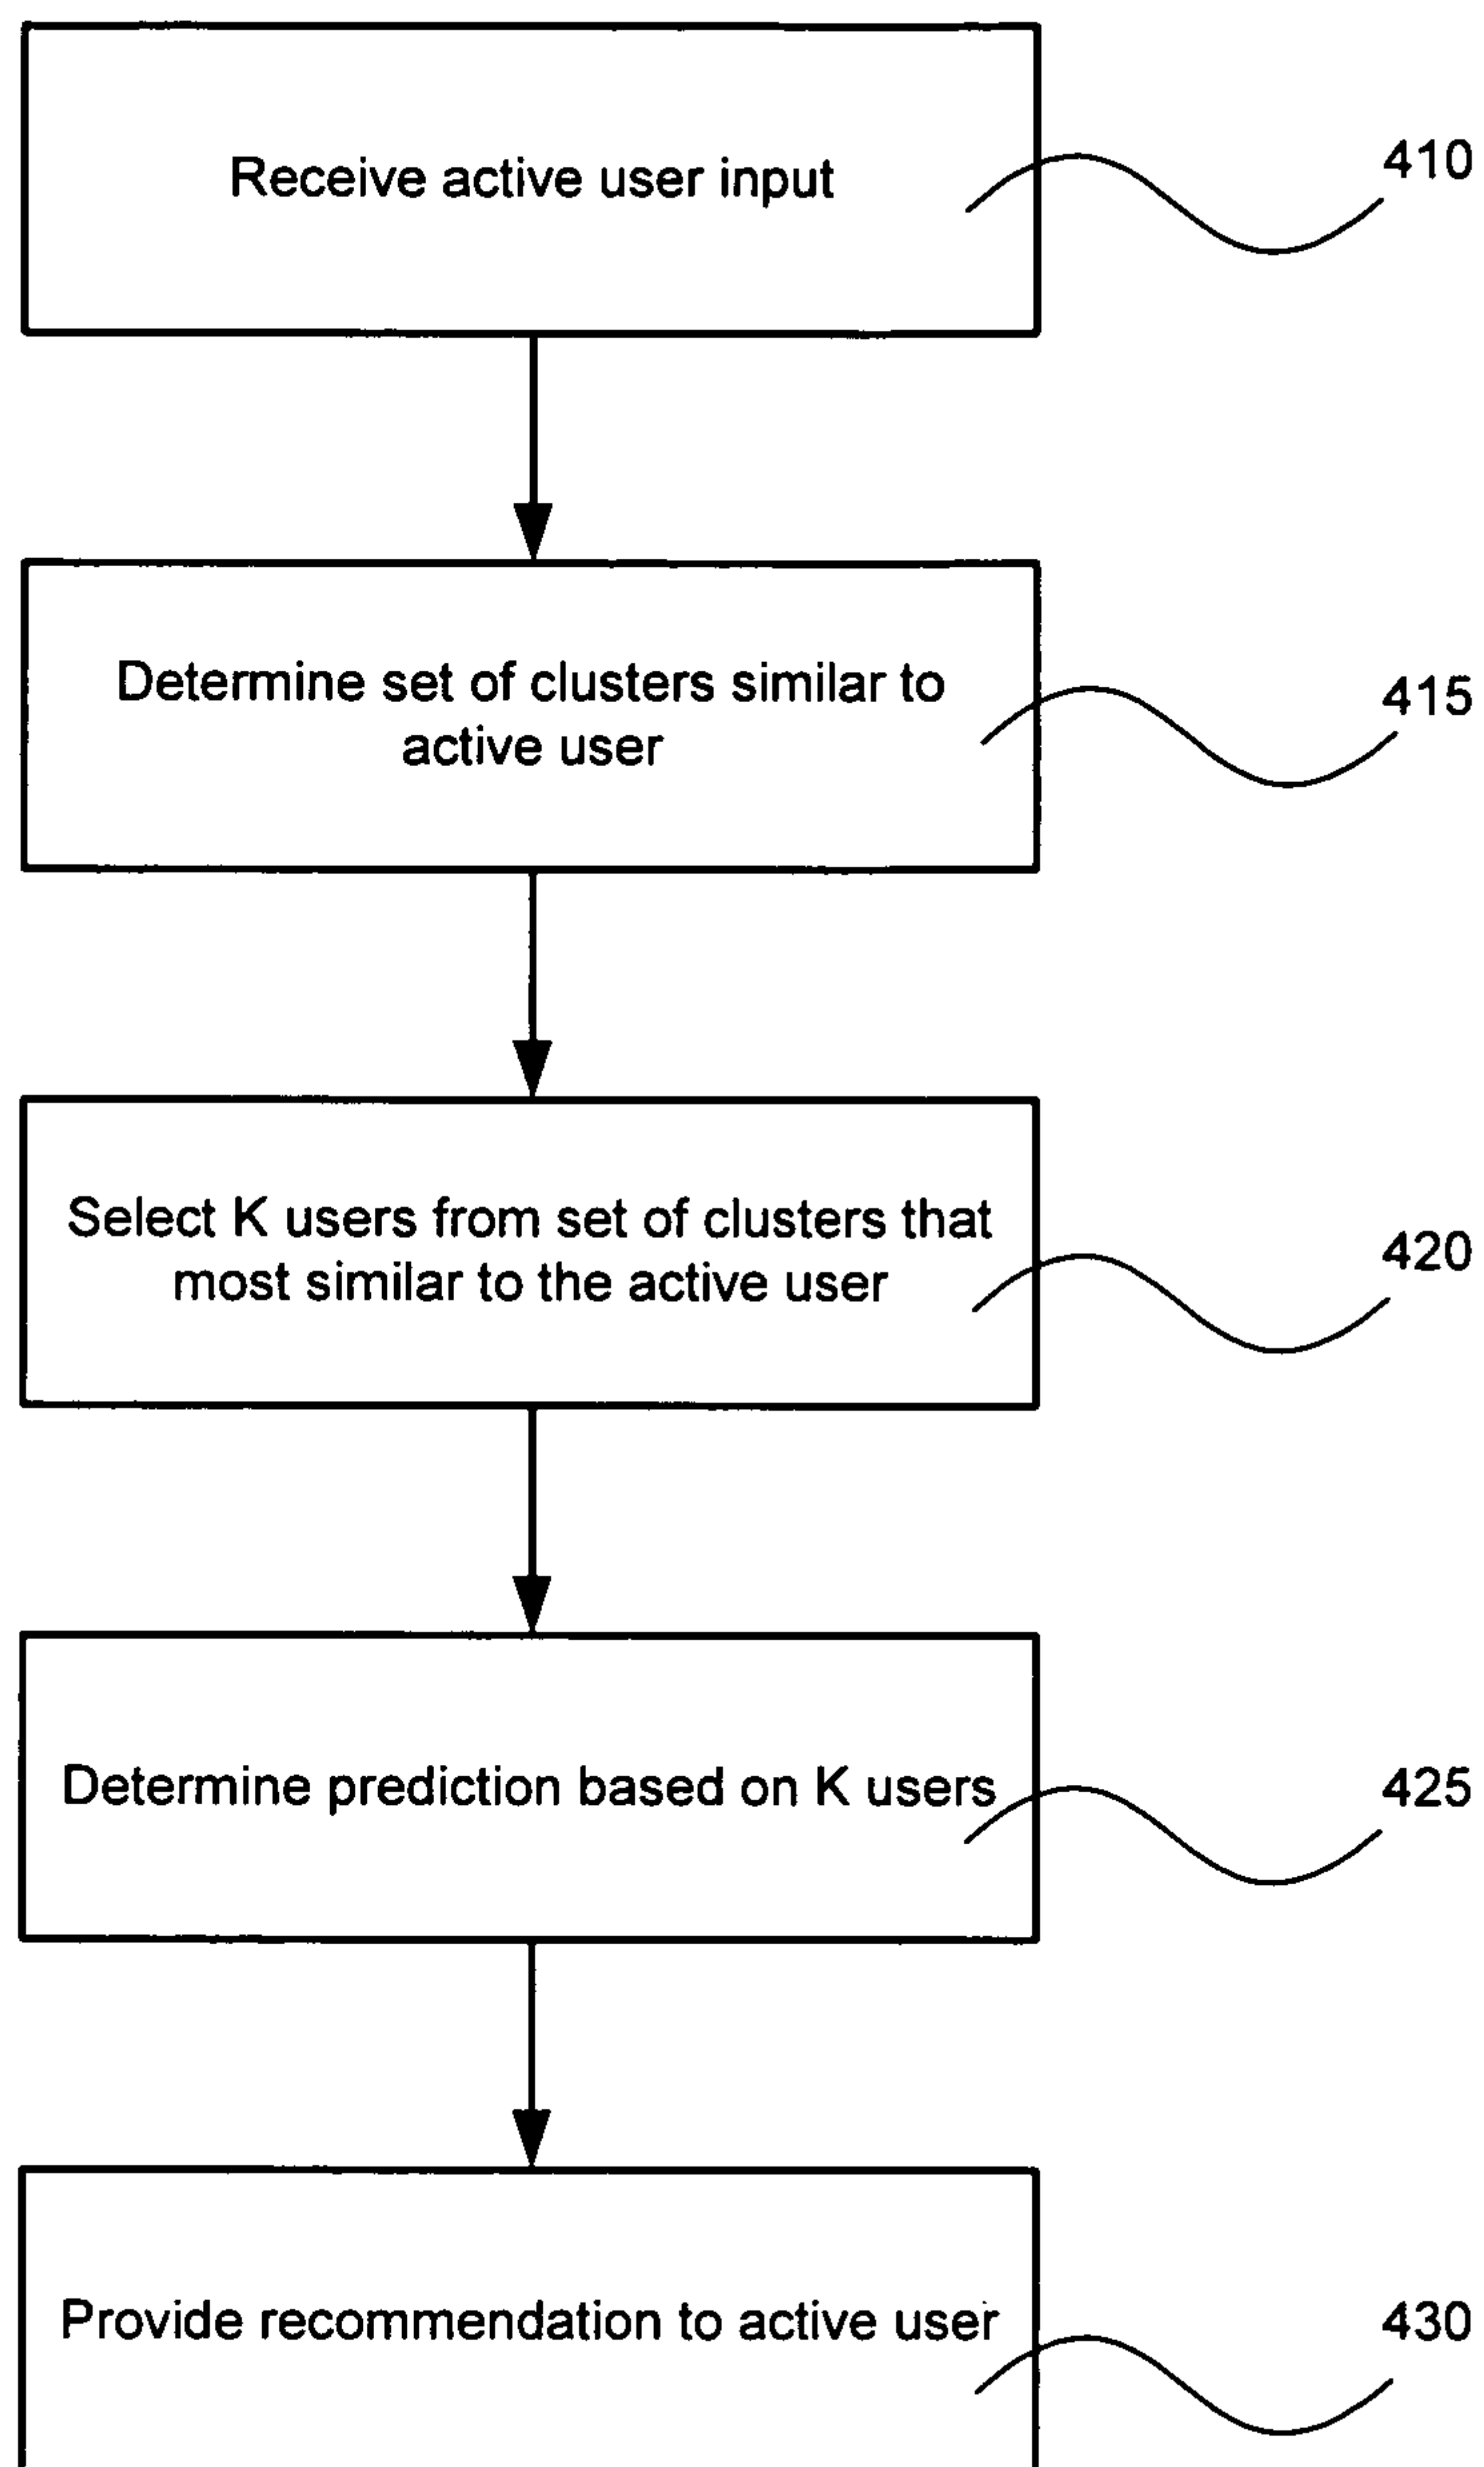 Receive active user input
410
Determine set of clusters similar to
active user
415
Select K users from set of clusters that
most similar to the active user
420
Determine prediction based on K users
425
Provide recommendation to active user
430